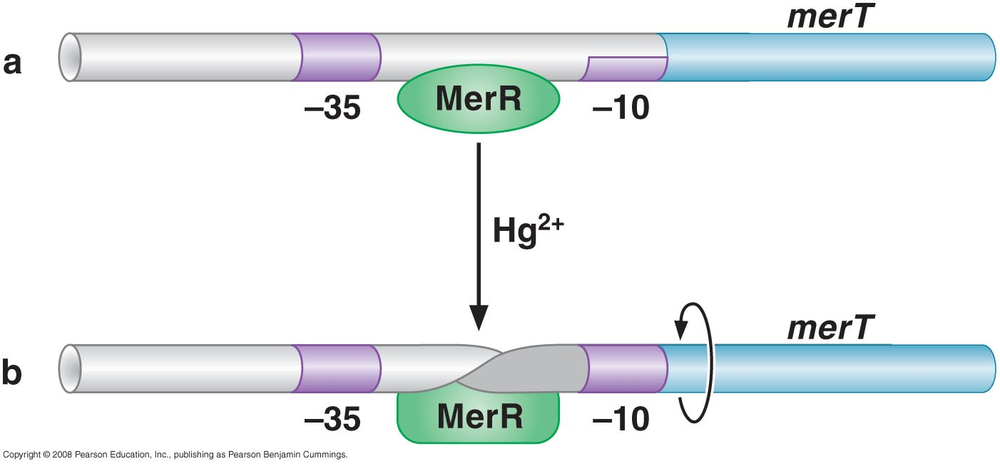 merT
a
MerR
–35
–10
Hg2+
merT
b
MerR
–35
–10
Copyright © 2008 Pearson Education, Inc., publishing as Pearson Benjamin Cummings.